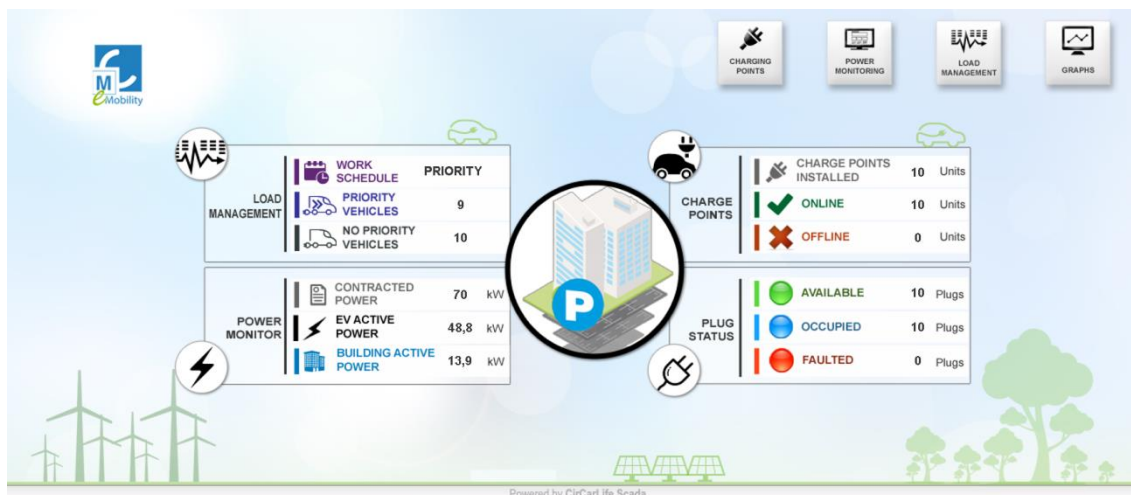 CHARGING
POINTS
POWER
MONITORING
LOAD
MANAGEMENT
GRAPHS
M
eMobility
LOAD
MANAGEMENT
WORK
SCHEDULE
PRIORITY
PRIORITY
VEHICLES
9
NO PRIORITY
VEHICLES
10
CHARGE
POINTS
CHARGE POINTS
INSTALLED
10 Units
ONLINE
10 Units
OFFLINE
0 Units
P
POWER
MONITOR
CONTRACTED
POWER
70 kW
EV ACTIVE
POWER
48,8 kW
BUILDING ACTIVE
POWER
13,9 kW
PLUG
STATUS
AVAILABLE
10 Plugs
OCCUPIED
10 Plugs
FAULTED
0 Plugs
Powered by CirCarLife Scada